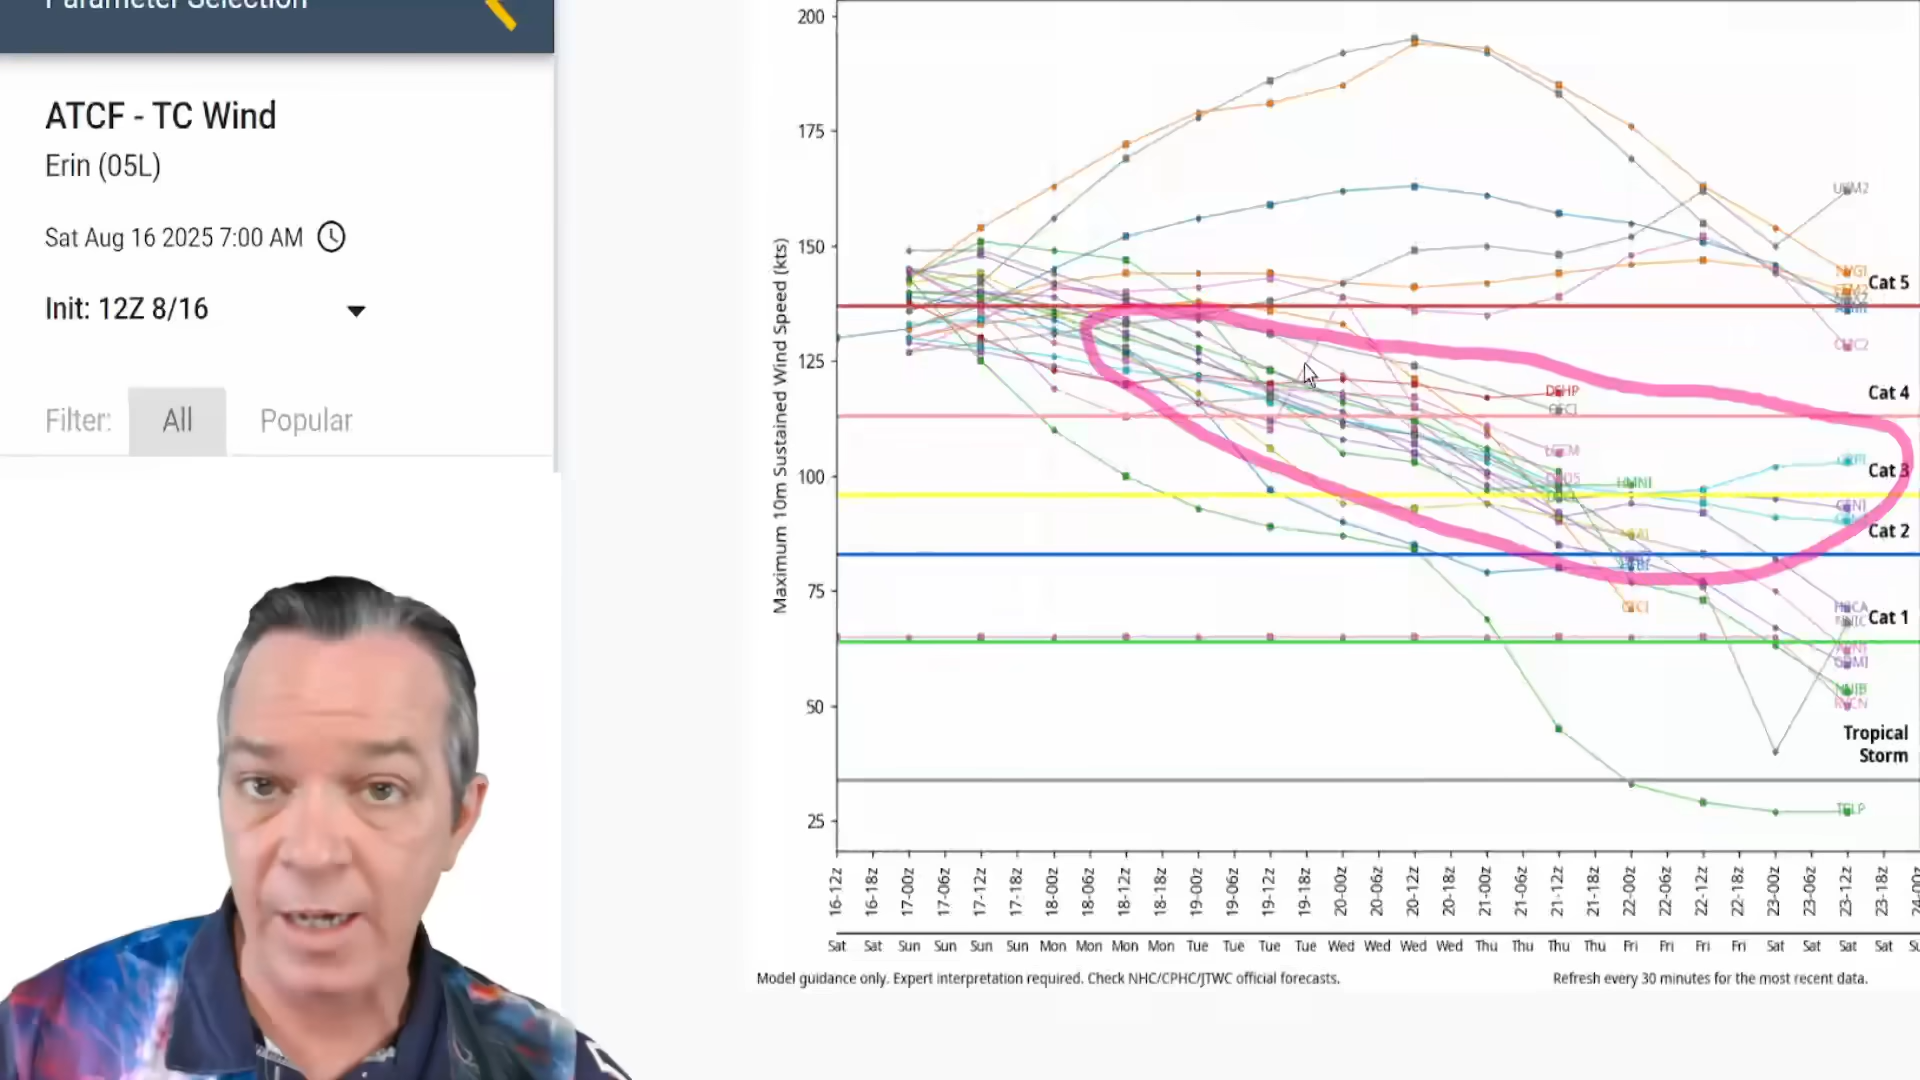 Parameter Selection
ATCF - TC Wind
Erin (05L)
Sat Aug 16 2025 7:00 AM
Init: 12Z 8/16
Filter: All Popular
Maximum 10m Sustained Wind Speed (kts)
200
175
150
125
100
75
50
25
Cat 5
Cat 4
Cat 3
Cat 2
Cat 1
Tropical
Storm
DSHP
HMNI
16-12z 16-18z 17-00z 17-06z 17-12z 17-18z 18-00z 18-06z 18-12z 18-18z 19-00z 19-06z 19-12z 19-18z 20-00z 20-06z 20-12z 20-18z 21-00z 21-06z 21-12z 21-18z 22-00z 22-06z 22-12z 22-18z 23-00z 23-06z 23-12z 23-18z
Sat Sat Sun Sun Sun Sun Mon Mon Mon Mon Tue Tue Tue Tue Wed Wed Wed Wed Thu Thu Thu Thu Fri Fri Fri Fri Sat Sat Sat Sat
Model guidance only. Expert interpretation required. Check NHC/CPHC/JTWC official forecasts.
Refresh every 30 minutes for the most recent data.